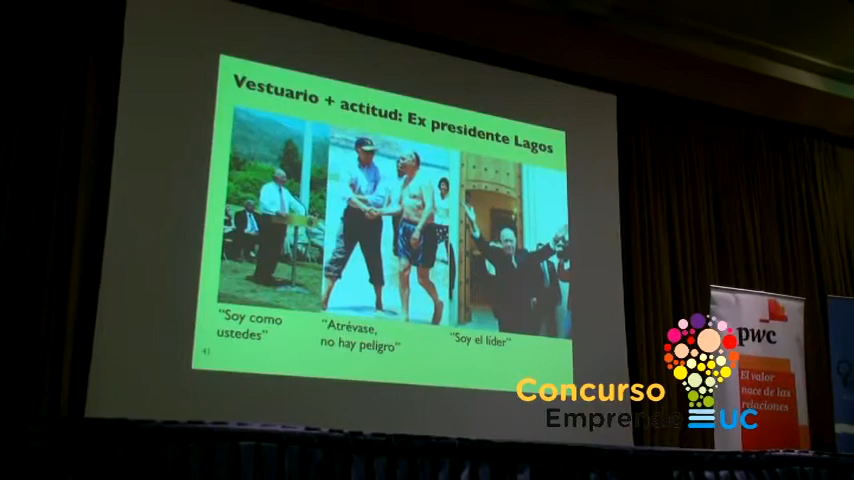 Vestuario + actitud: Ex presidente Lagos
"Soy como
ustedes"
"Atrévase,
no hay peligro"
"Soy el líder"
41
pwc
El valor
nace de las
relaciones
Concurso
Emprende UC